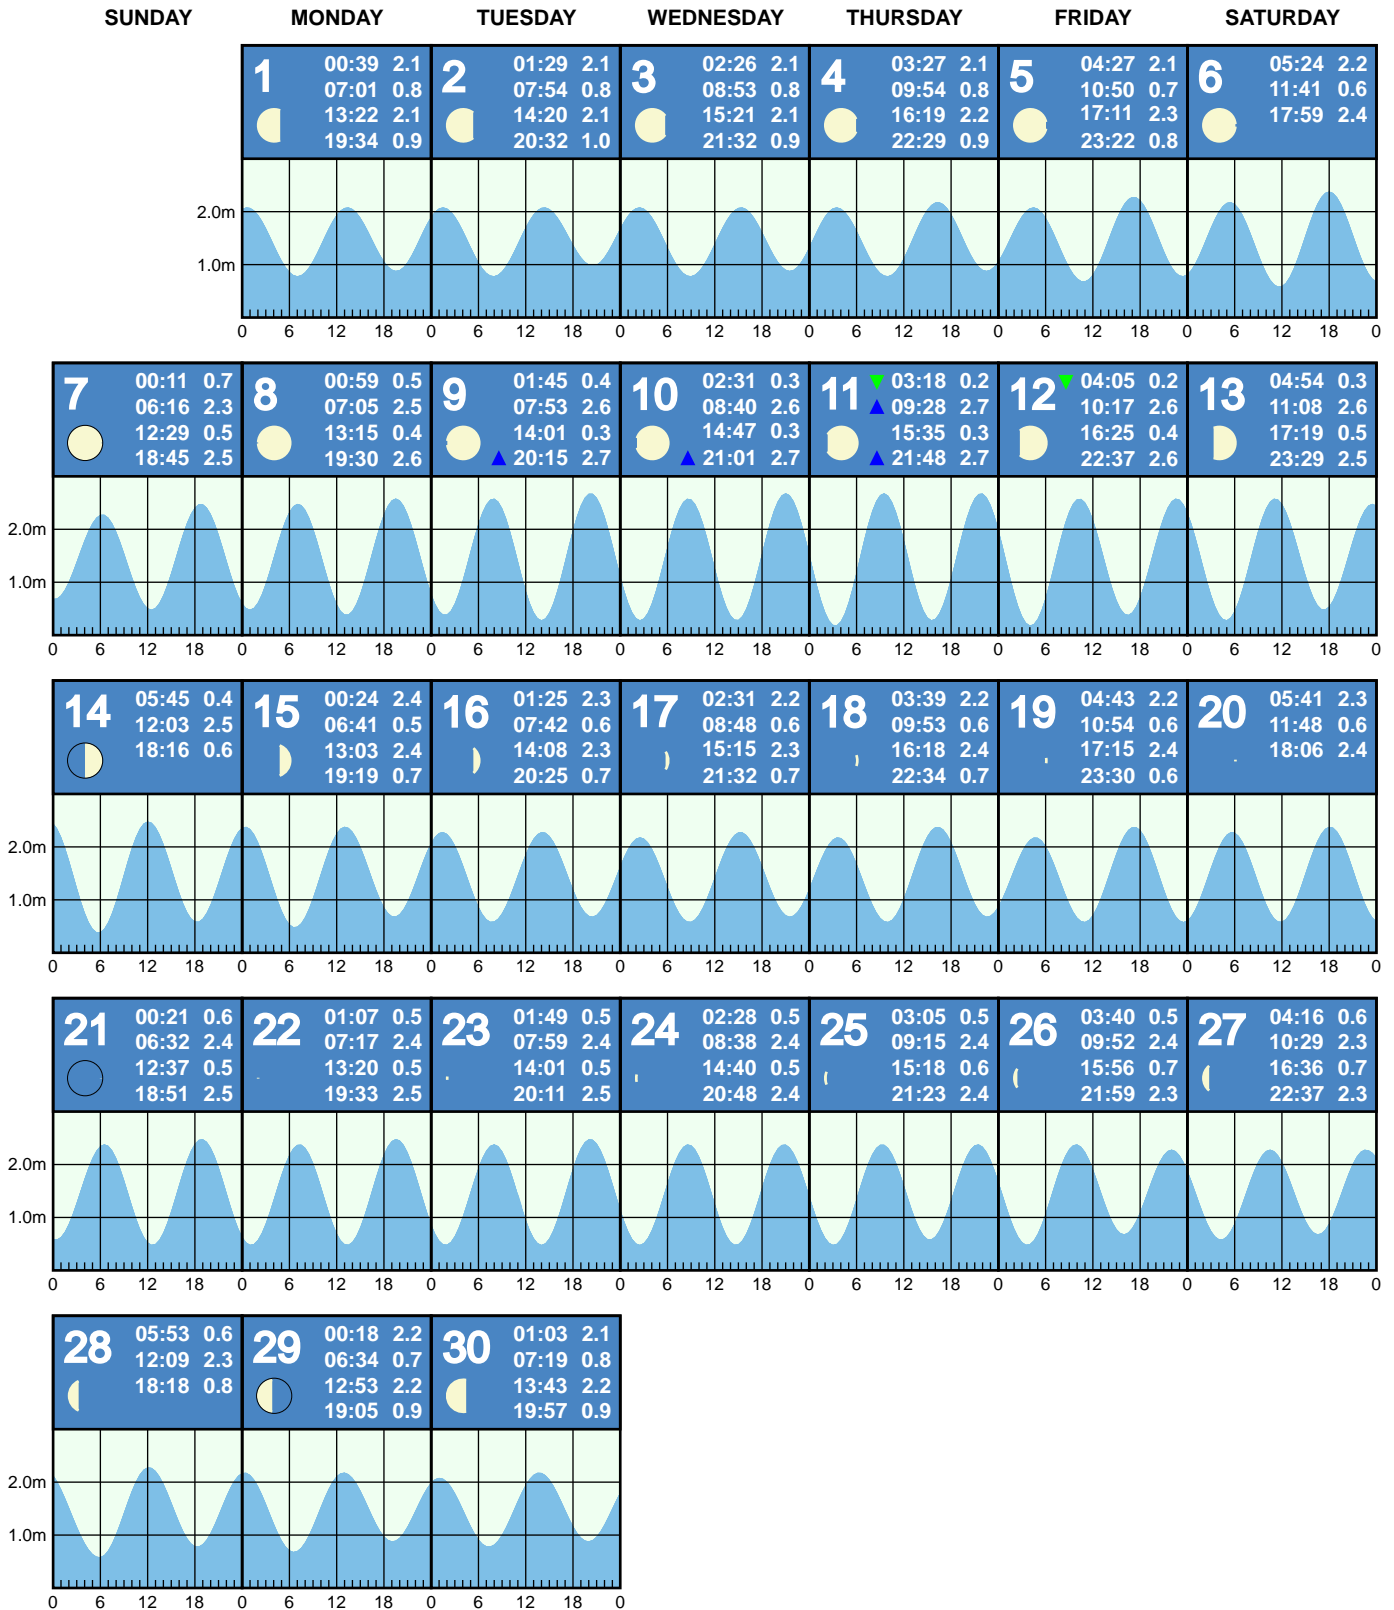 SUNDAY MONDAY TUESDAY WEDNESDAY THURSDAY FRIDAY SATURDAY
1 00:39 2.1
07:01 0.8
13:22 2.1
19:34 0.9
2 01:29 2.1
07:54 0.8
14:20 2.1
20:32 1.0
3 02:26 2.1
08:53 0.8
15:21 2.1
21:32 0.9
4 03:27 2.1
09:54 0.8
16:19 2.2
22:29 0.9
5 04:27 2.1
10:50 0.7
17:11 2.3
23:22 0.8
6 05:24 2.2
11:41 0.6
17:59 2.4
2.0m
1.0m
0 6 12 18 0 6 12 18 0 6 12 18 0 6 12 18 0 6 12 18 0 6 12 18 0
7 00:11 0.7
06:16 2.3
12:29 0.5
18:45 2.5
8 00:59 0.5
07:05 2.5
13:15 0.4
19:30 2.6
9 01:45 0.4
07:53 2.6
14:01 0.3
20:15 2.7
10 02:31 0.3
08:40 2.6
14:47 0.3
21:01 2.7
11 03:18 0.2
09:28 2.7
15:35 0.3
21:48 2.7
12 04:05 0.2
10:17 2.6
16:25 0.4
22:37 2.6
13 04:54 0.3
11:08 2.6
17:19 0.5
23:29 2.5
2.0m
1.0m
0 6 12 18 0 6 12 18 0 6 12 18 0 6 12 18 0 6 12 18 0 6 12 18 0 6 12 18 0
14 05:45 0.4
12:03 2.5
18:16 0.6
15 00:24 2.4
06:41 0.5
13:03 2.4
19:19 0.7
16 01:25 2.3
07:42 0.6
14:08 2.3
20:25 0.7
17 02:31 2.2
08:48 0.6
15:15 2.3
21:32 0.7
18 03:39 2.2
09:53 0.6
16:18 2.4
22:34 0.7
19 04:43 2.2
10:54 0.6
17:15 2.4
23:30 0.6
20 05:41 2.3
11:48 0.6
18:06 2.4
2.0m
1.0m
0 6 12 18 0 6 12 18 0 6 12 18 0 6 12 18 0 6 12 18 0 6 12 18 0 6 12 18 0
21 00:21 0.6
06:32 2.4
12:37 0.5
18:51 2.5
22 01:07 0.5
07:17 2.4
13:20 0.5
19:33 2.5
23 01:49 0.5
07:59 2.4
14:01 0.5
20:11 2.5
24 02:28 0.5
08:38 2.4
14:40 0.5
20:48 2.4
25 03:05 0.5
09:15 2.4
15:18 0.6
21:23 2.4
26 03:40 0.5
09:52 2.4
15:56 0.7
21:59 2.3
27 04:16 0.6
10:29 2.3
16:36 0.7
22:37 2.3
2.0m
1.0m
0 6 12 18 0 6 12 18 0 6 12 18 0 6 12 18 0 6 12 18 0 6 12 18 0 6 12 18 0
28 05:53 0.6
12:09 2.3
18:18 0.8
29 00:18 2.2
06:34 0.7
12:53 2.2
19:05 0.9
30 01:03 2.1
07:19 0.8
13:43 2.2
19:57 0.9
2.0m
1.0m
0 6 12 18 0 6 12 18 0 6 12 18 0